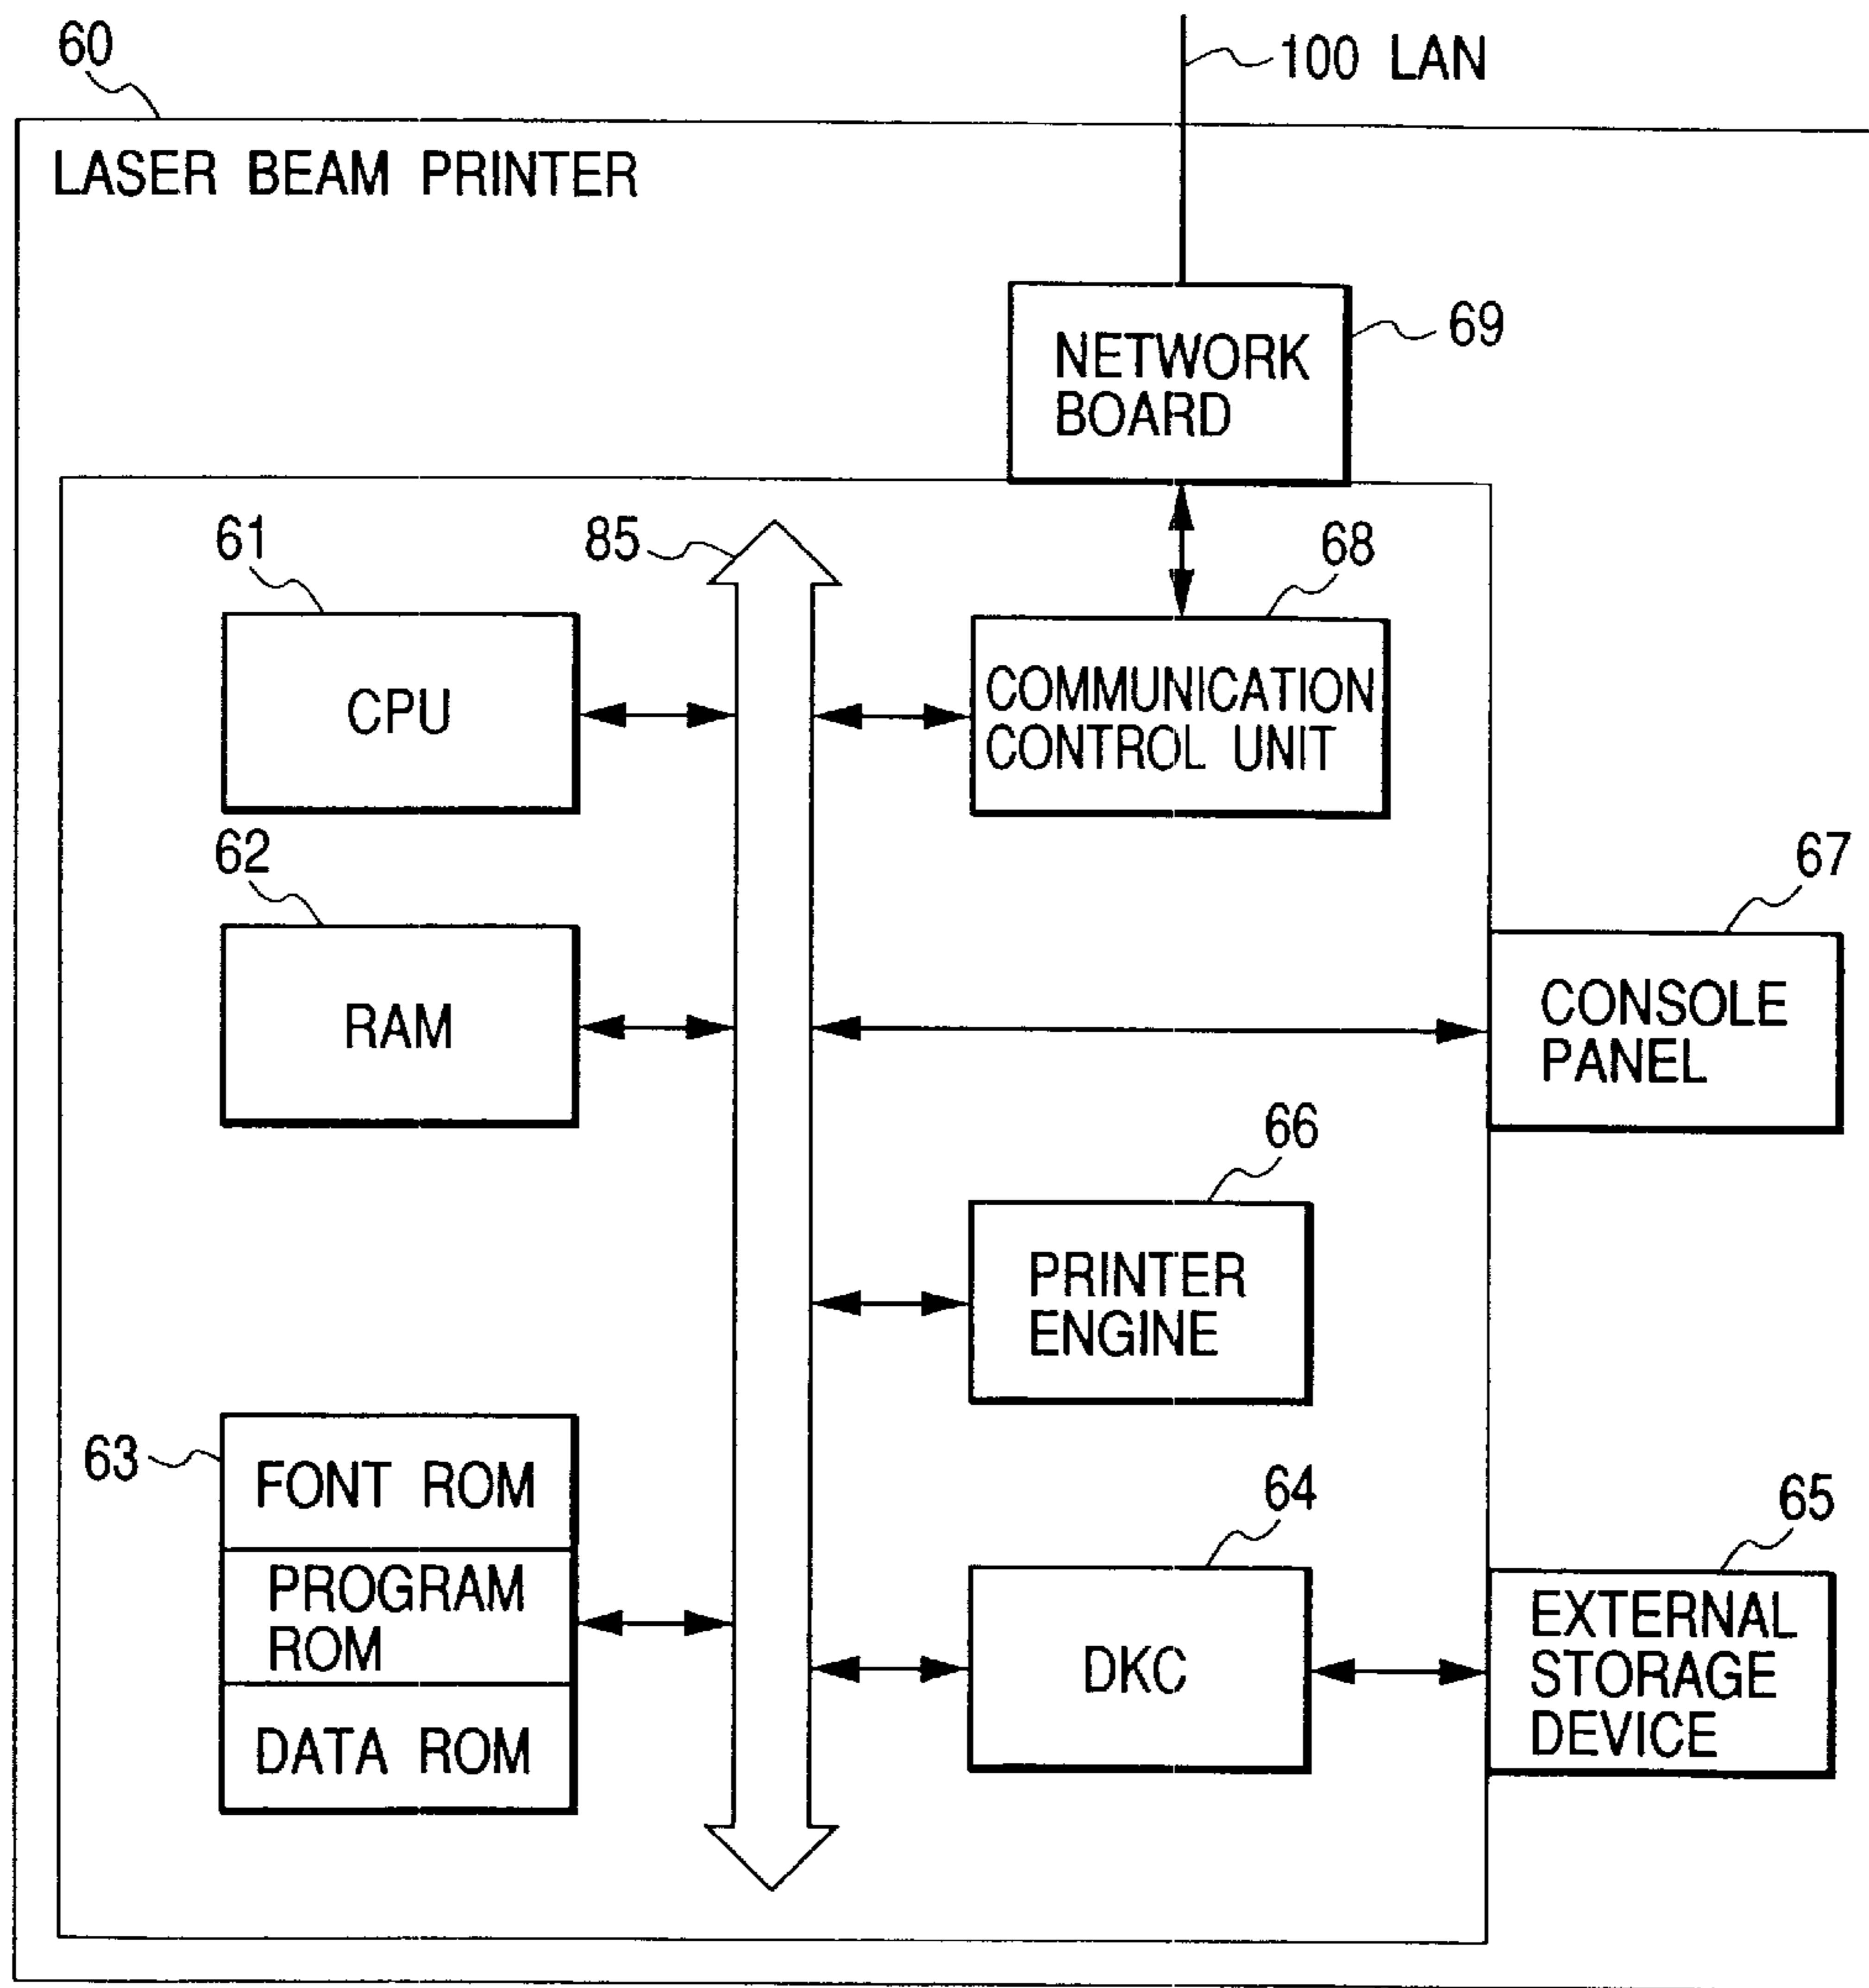 60
100 LAN
LASER BEAM PRINTER
69
NETWORK
BOARD
61
85
68
CPU
COMMUNICATION
CONTROL UNIT
62
67
RAM
CONSOLE
PANEL
66
PRINTER
ENGINE
63
FONT ROM
64
65
PROGRAM
ROM
DKC
EXTERNAL
STORAGE
DEVICE
DATA ROM